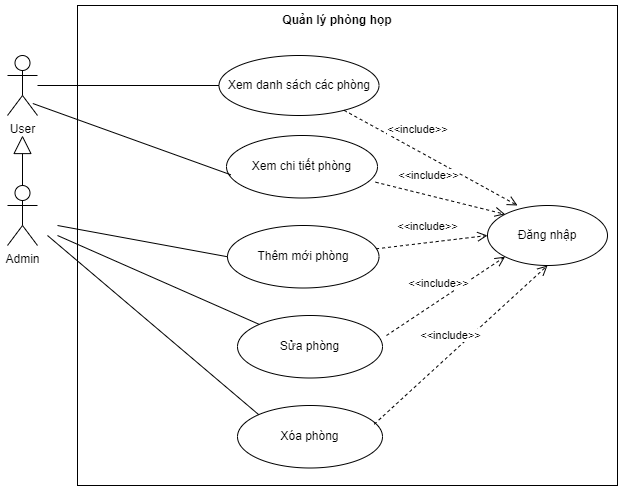 Quản lý phòng họp
Xem danh sách các phòng
User
<<include>>
Xem chi tiết phòng
<<include>>
Admin
Thêm mới phòng
<<include>>
Đăng nhập
<<include>>
Sửa phòng
<<include>>
Xóa phòng